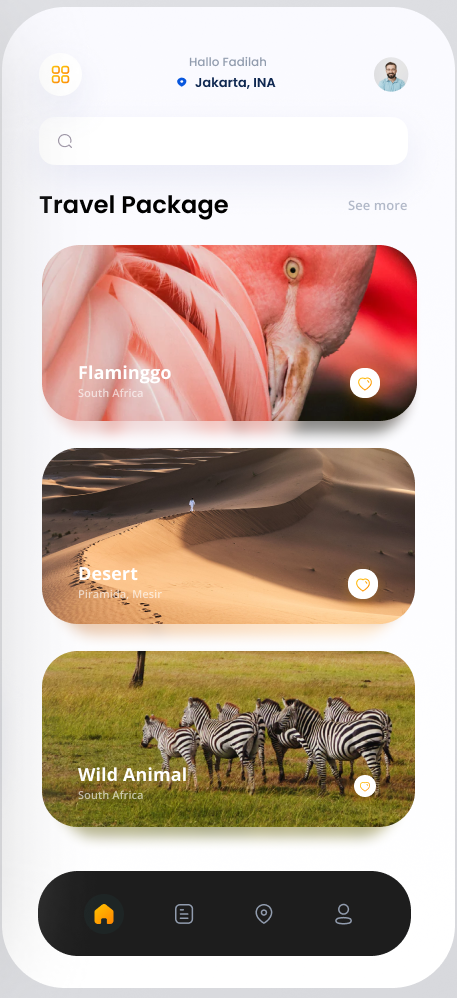 Hallo Fadilah
Jakarta, INA
Travel Package
See more
Flaminggo
South Africa
Desert
Piramida, Mesir
Wild Animal
South Africa